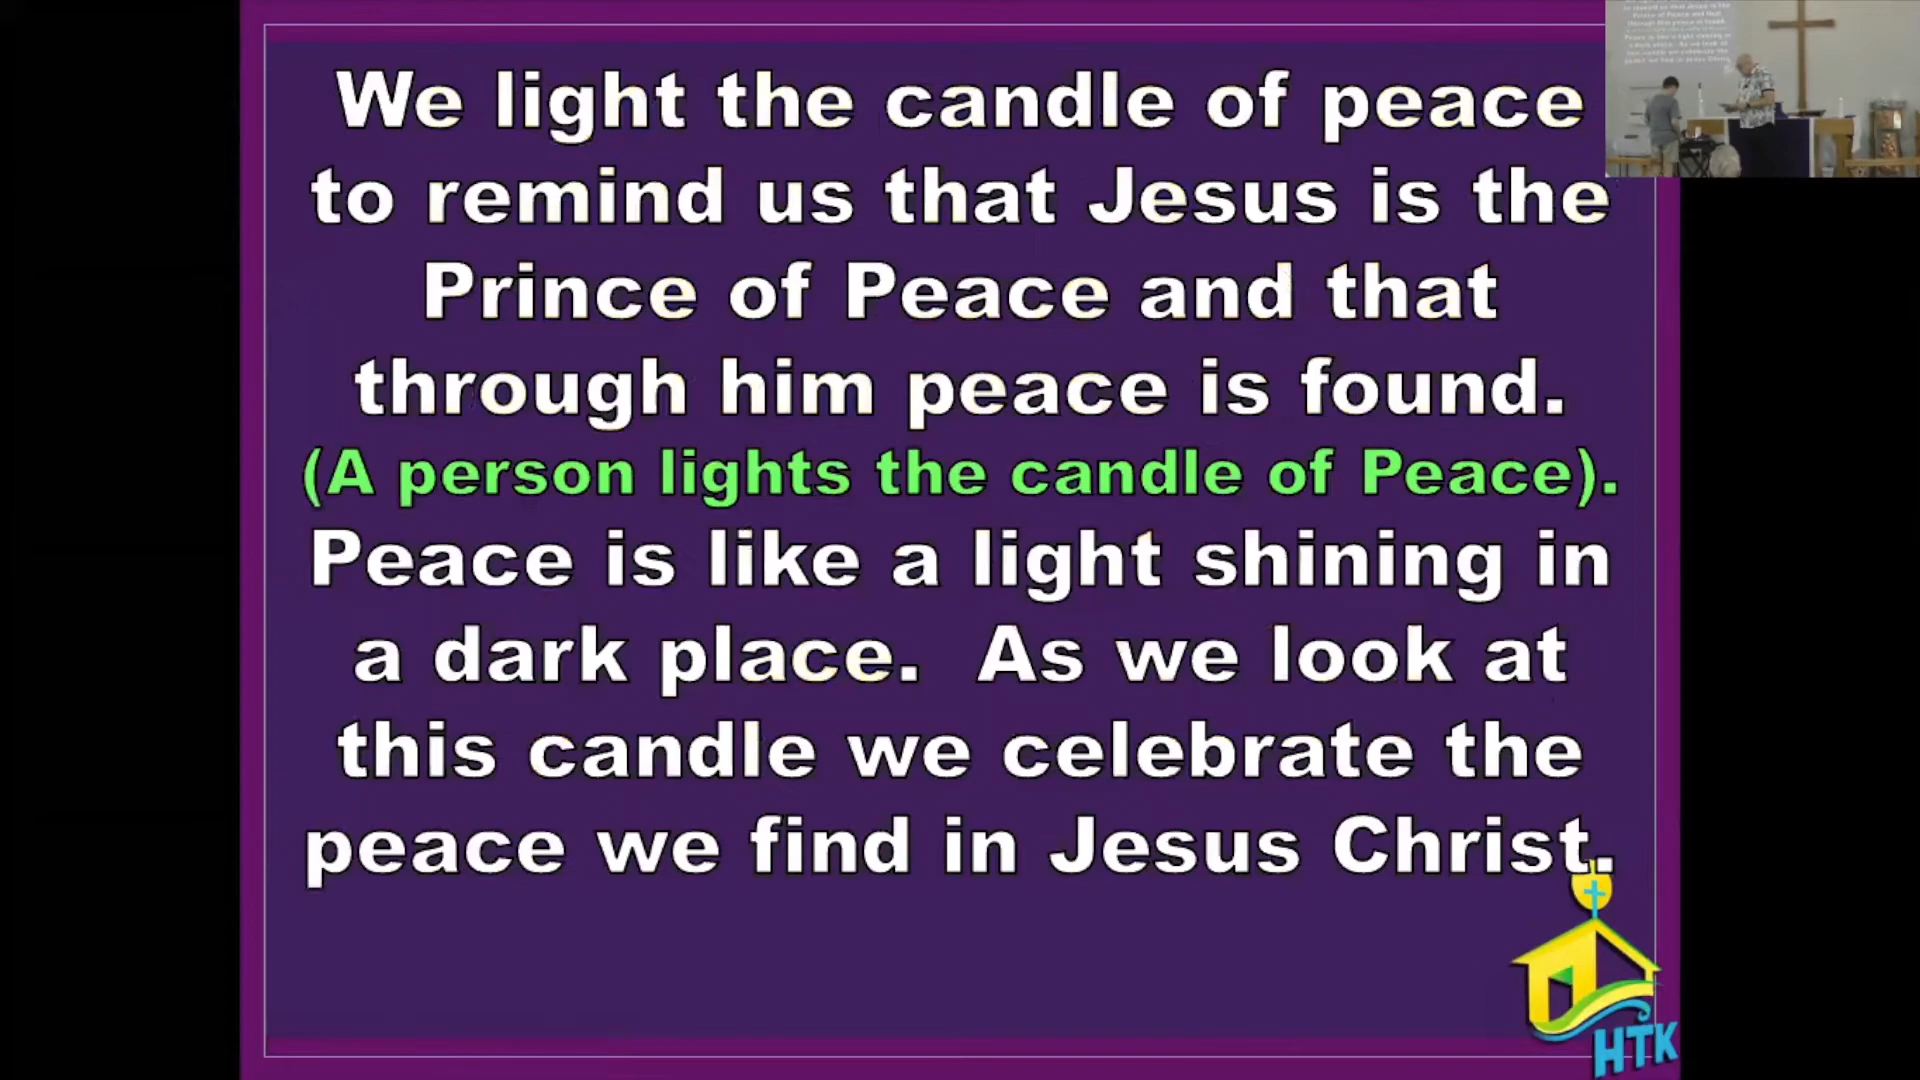 We light the candle of peace
to remind us that Jesus is the
Prince of Peace and that
through him peace is found.
(A person lights the candle of Peace).
Peace is like a light shining in
a dark place.  As we look at
this candle we celebrate the
peace we find in Jesus Christ.
HTK